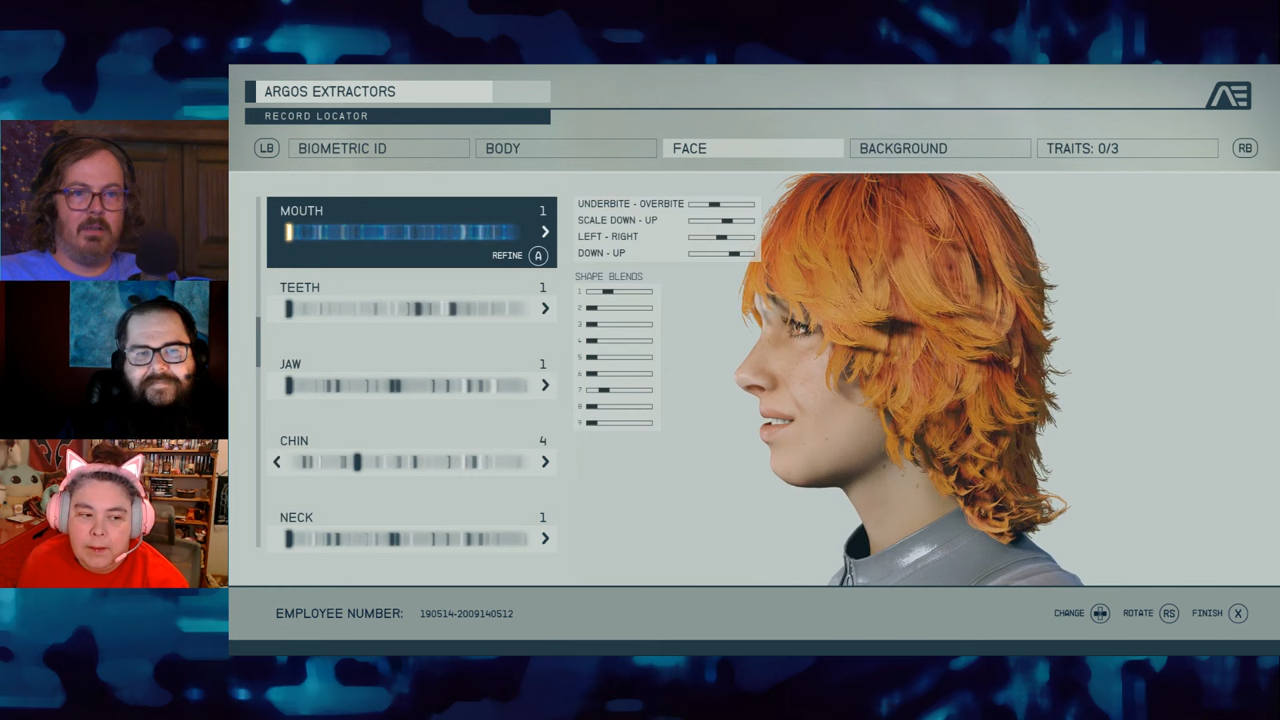 ARGOS EXTRACTORS
RECORD LOCATOR
LB BIOMETRIC ID BODY FACE BACKGROUND TRAITS: 0/3 RB
MOUTH 1
REFINE A
TEETH 1
JAW 1
CHIN 4
NECK 1
UNDERBITE - OVERBITE
SCALE DOWN - UP
LEFT - RIGHT
DOWN - UP
SHAPE BLENDS
1
2
3
4
5
6
7
8
9
EMPLOYEE NUMBER: 190514-2009140512
CHANGE ROTATE RS FINISH X